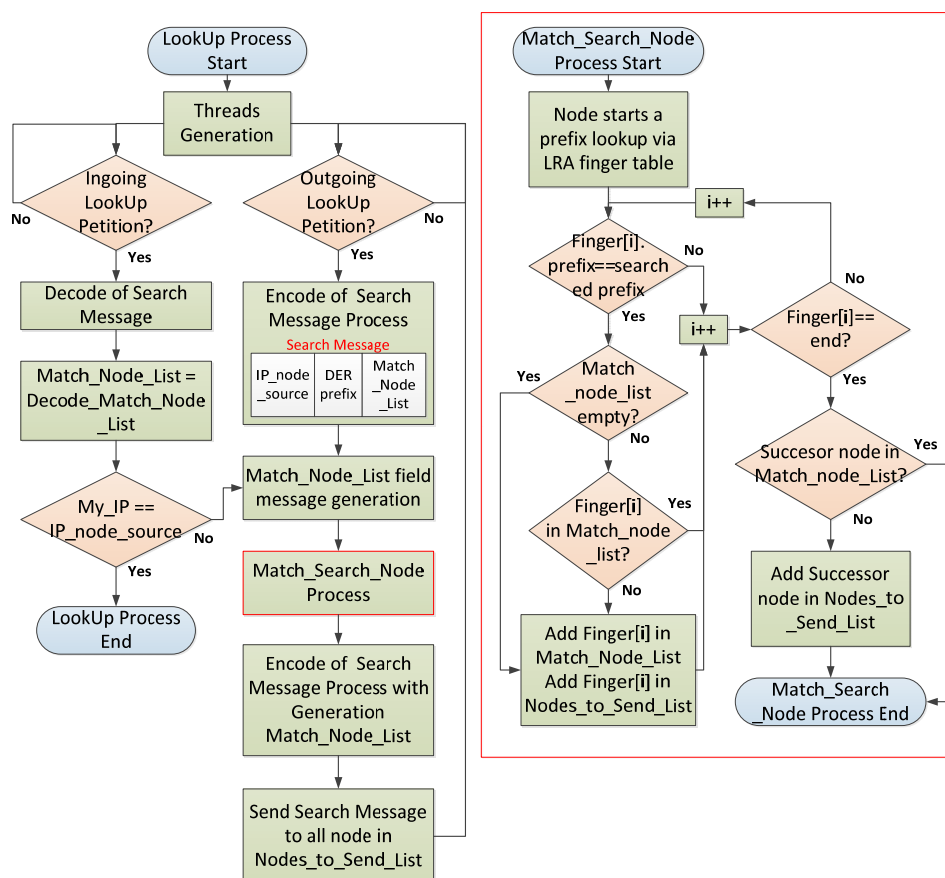 LookUp Process
Start
Threads
Generation
Ingoing
LookUp
Petition?
No
Yes
Decode of Search
Message
Match_Node_List =
Decode_Match_Node
_List
My_IP ==
IP_node_source
No
Yes
LookUp Process
End
Outgoing
LookUp
Petition?
No
Yes
Encode of Search
Message Process
Search Message
IP_node
_source
DER
prefix
Match
_Node
_List
Match_Node_List field
message generation
Match_Search_Node
Process
Encode of Search
Message Process with
Generation
Match_Node_List
Send Search Message
to all node in
Nodes_to_Send_List
Match_Search_Node
Process Start
Node starts a
prefix lookup via
LRA finger table
i++
Finger[i].
prefix==search
ed prefix
No
Yes
i++
Match
_node_list
empty?
Yes
No
Finger[i]
in Match_node
_list?
Yes
No
Add Finger[i] in
Match_Node_List
Add Finger[i] in
Nodes_to_Send_List
No
Finger[i]==
end?
Yes
Succesor node in
Match_node_List?
Yes
No
Add Successor
node in Nodes_to
_Send_List
Match_Search
_Node Process End